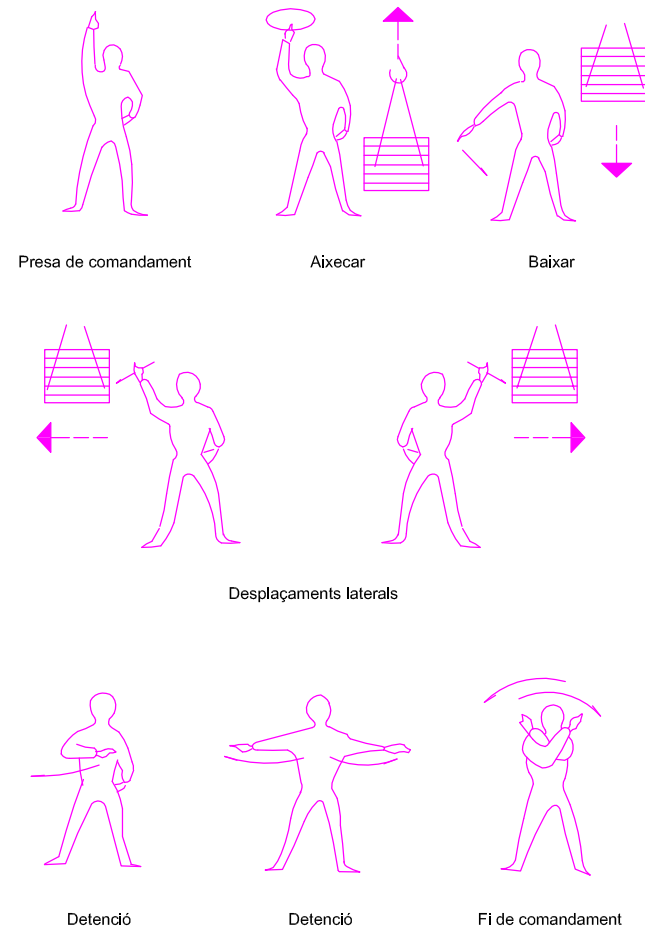 Presa de comandament
Aixecar
Baixar
Desplaçaments laterals
Detenció
Detenció
Fi de comandament